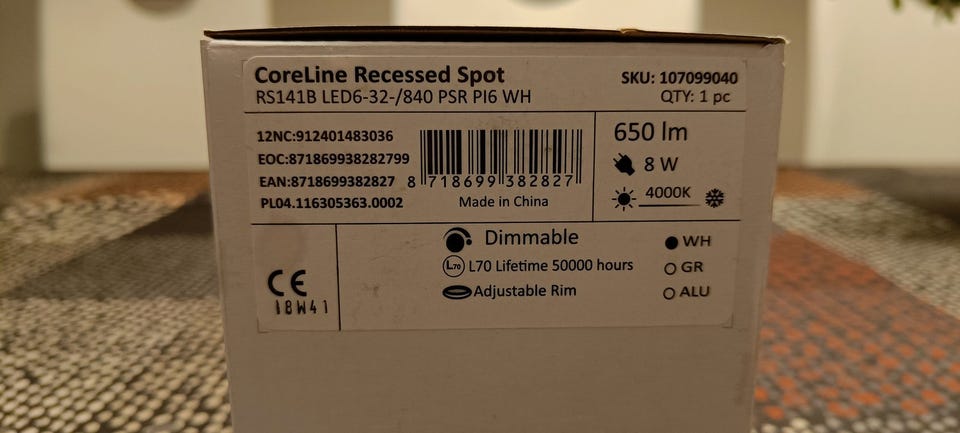 CoreLine Recessed Spot
RS141B LED6-32-/840 PSR PI6 WH
SKU: 107099040
QTY: 1 pc
12NC:912401483036
EOC:871869938282799
EAN:8718699382827
PL04.116305363.0002
8 718699 382827
Made in China
650 lm
8 W
4000K
CE
18W41
Dimmable
L70 L70 Lifetime 50000 hours
Adjustable Rim
WH
GR
ALU